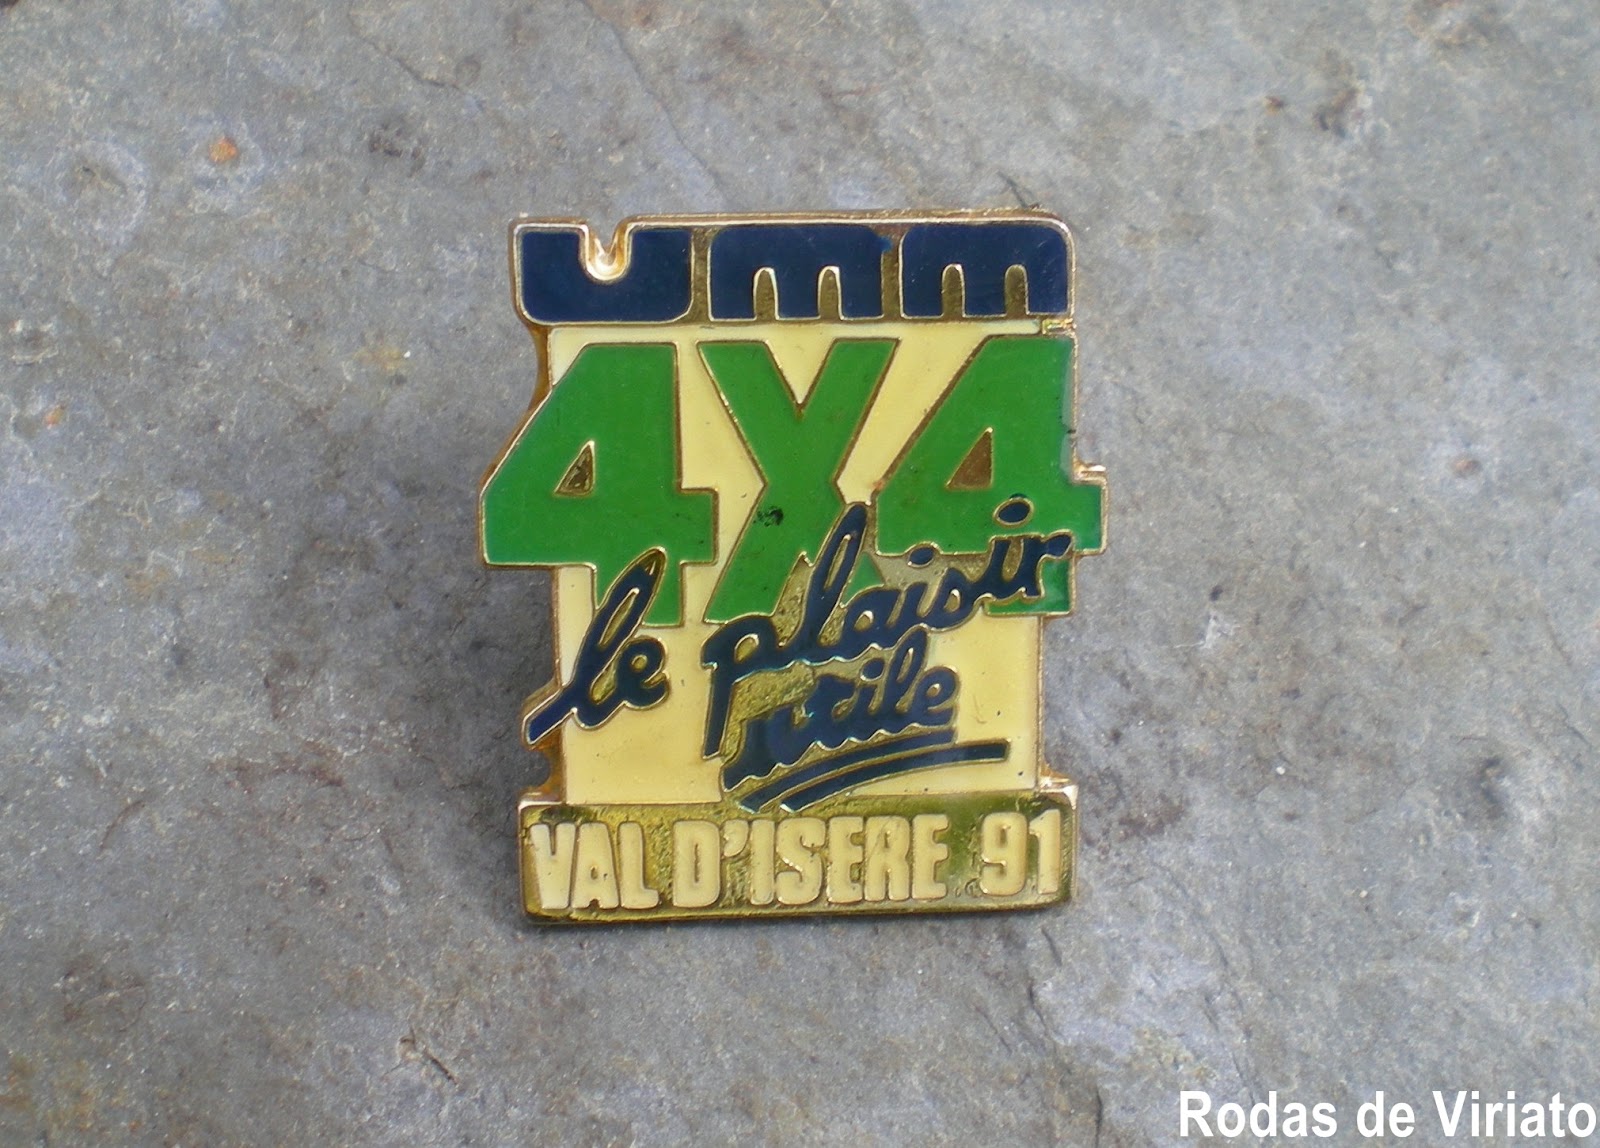 UMM
4X4
le plaisir
utile
VAL D'ISERE 91
Rodas de Viriato